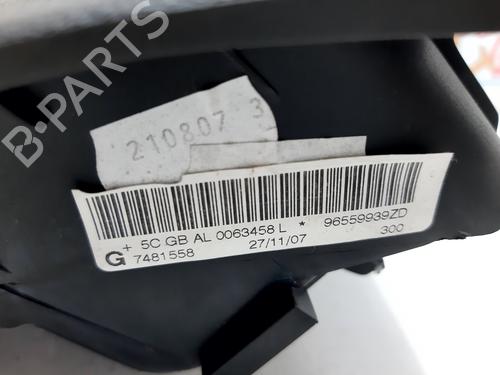 210807 3
+ 5C GB AL 0063458 L * 96559939ZD
G 7481558 27/11/07 300
B-PARTS